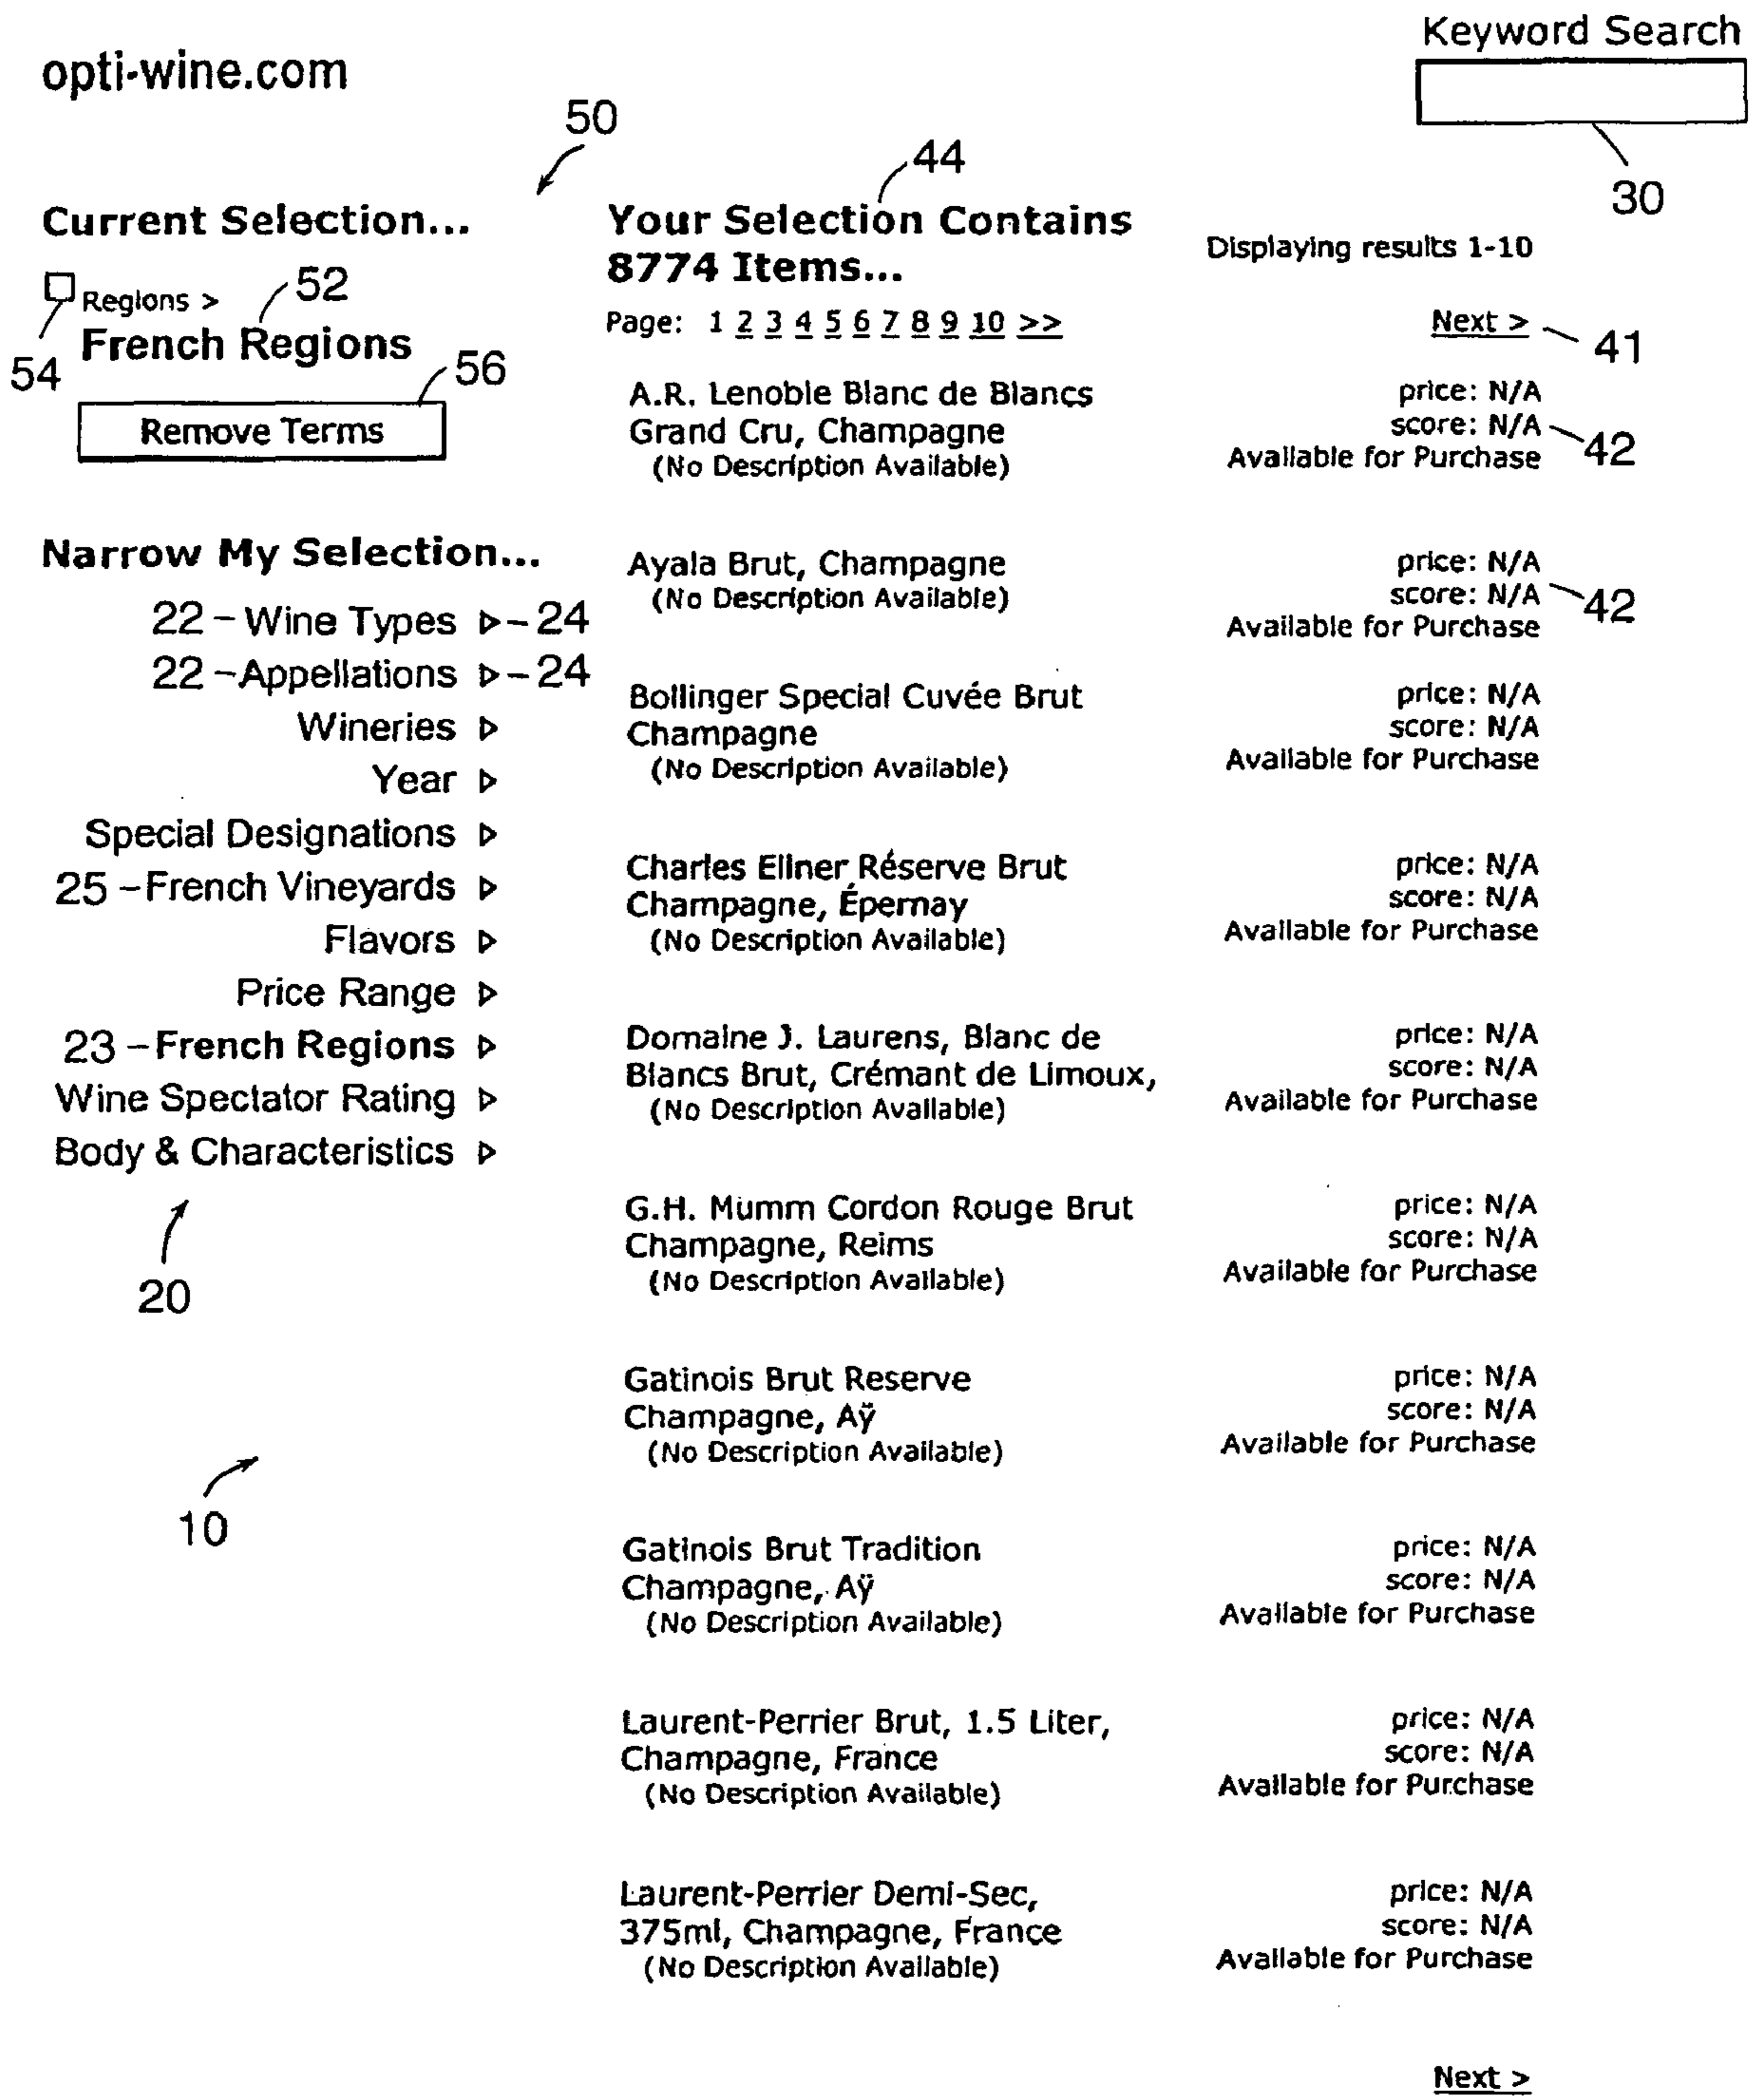 opti-wine.com
Keyword Search
30
50
Current Selection...
Regions >
52
54
French Regions
56
Remove Terms
Narrow My Selection...
22 – Wine Types ▷ – 24
22 – Appellations ▷ – 24
Wineries ▷
Year ▷
Special Designations ▷
25 – French Vineyards ▷
Flavors ▷
Price Range ▷
23 – French Regions ▷
Wine Spectator Rating ▷
Body & Characteristics ▷
20
10
44
Your Selection Contains
8774 Items...
Displaying results 1-10
Page: 1 2 3 4 5 6 7 8 9 10 >>
Next > 41
A.R. Lenoble Blanc de Blancs
Grand Cru, Champagne
(No Description Available)
price: N/A
score: N/A 42
Available for Purchase
Ayala Brut, Champagne
(No Description Available)
price: N/A
score: N/A 42
Available for Purchase
Bollinger Special Cuvée Brut
Champagne
(No Description Available)
price: N/A
score: N/A
Available for Purchase
Charles Ellner Réserve Brut
Champagne, Épernay
(No Description Available)
price: N/A
score: N/A
Available for Purchase
Domaine J. Laurens, Blanc de
Blancs Brut, Crémant de Limoux,
(No Description Available)
price: N/A
score: N/A
Available for Purchase
G.H. Mumm Cordon Rouge Brut
Champagne, Reims
(No Description Available)
price: N/A
score: N/A
Available for Purchase
Gatinois Brut Reserve
Champagne, Aÿ
(No Description Available)
price: N/A
score: N/A
Available for Purchase
Gatinois Brut Tradition
Champagne, Aÿ
(No Description Available)
price: N/A
score: N/A
Available for Purchase
Laurent-Perrier Brut, 1.5 Liter,
Champagne, France
(No Description Available)
price: N/A
score: N/A
Available for Purchase
Laurent-Perrier Demi-Sec,
375ml, Champagne, France
(No Description Available)
price: N/A
score: N/A
Available for Purchase
Next >